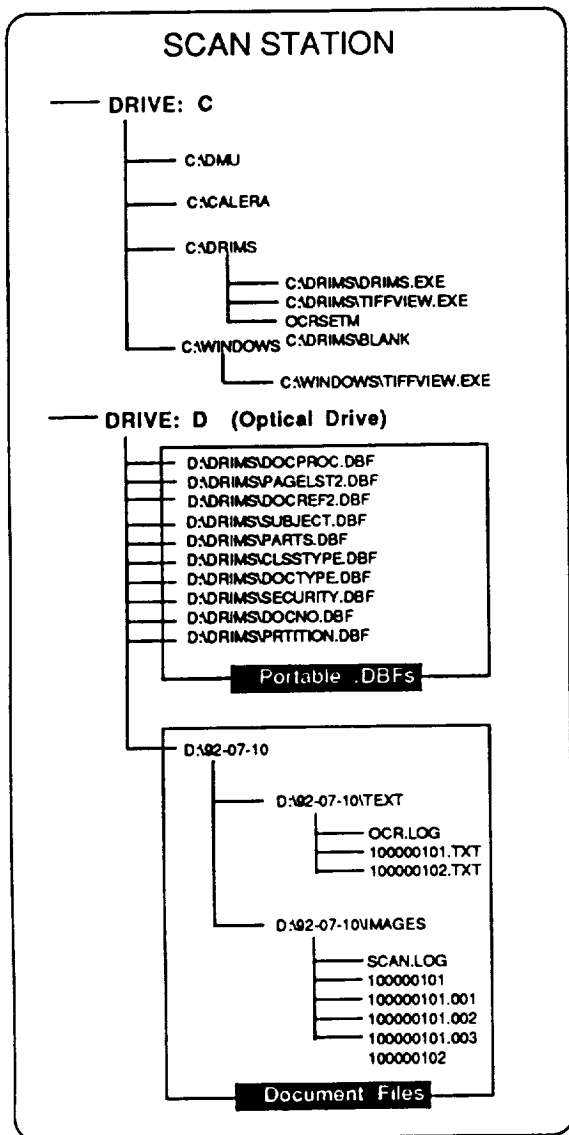 SCAN STATION
DRIVE: C
C:\DMU
C:\CALERA
C:\DRIMS
C:\DRIMS\DRIMS.EXE
C:\DRIMS\TIFFVIEW.EXE
OCRSETM
C:\WINDOWS C:\DRIMS\BLANK
C:\WINDOWS\TIFFVIEW.EXE
DRIVE: D (Optical Drive)
D:\DRIMS\DOCPROC.DBF
D:\DRIMS\PAGELST2.DBF
D:\DRIMS\DOCREF2.DBF
D:\DRIMS\SUBJECT.DBF
D:\DRIMS\PARTS.DBF
D:\DRIMS\CLSSTYPE.DBF
D:\DRIMS\DOCTYPE.DBF
D:\DRIMS\SECURITY.DBF
D:\DRIMS\DOCNO.DBF
D:\DRIMS\PRTITION.DBF
Portable .DBFs
D:\92-07-10
D:\92-07-10\TEXT
OCR.LOG
100000101.TXT
100000102.TXT
D:\92-07-10\IMAGES
SCAN.LOG
100000101
100000101.001
100000101.002
100000101.003
100000102
Document Files